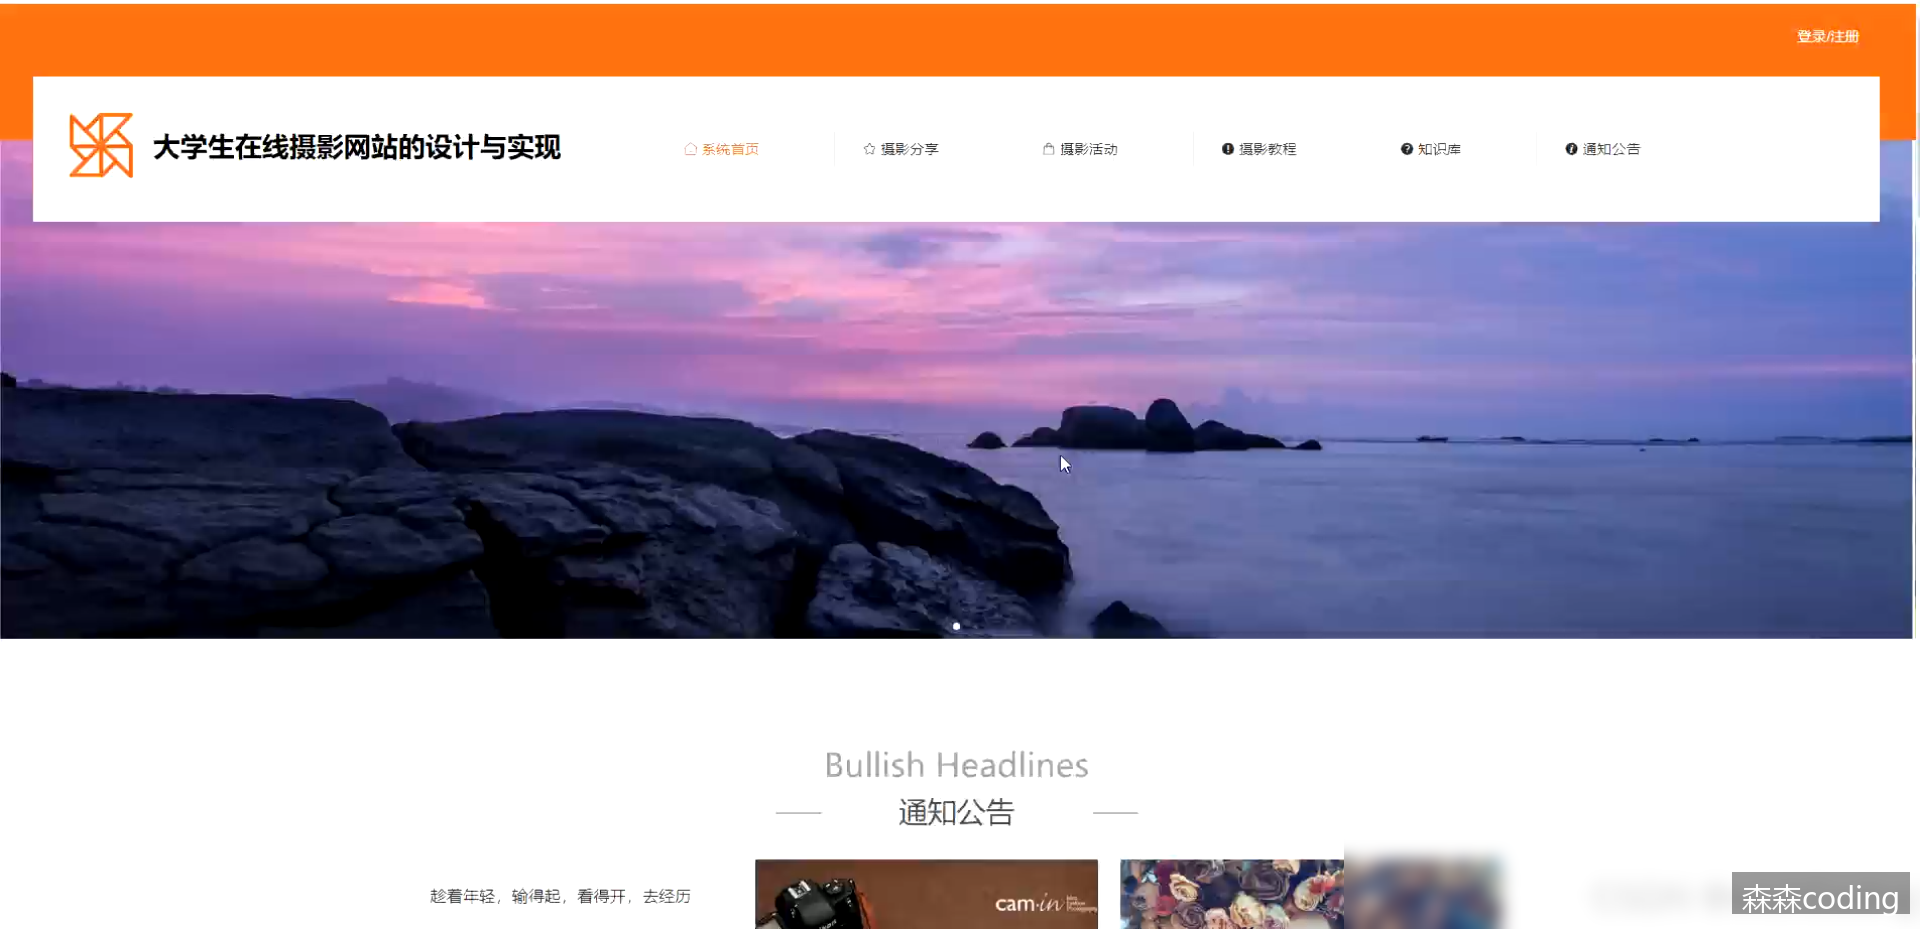 登录/注册
大学生在线摄影网站的设计与实现
系统首页
摄影分享
摄影活动
摄影教程
知识库
通知公告
Bullish Headlines
通知公告
趁着年轻，输得起，看得开，去经历
cam·in
森森coding